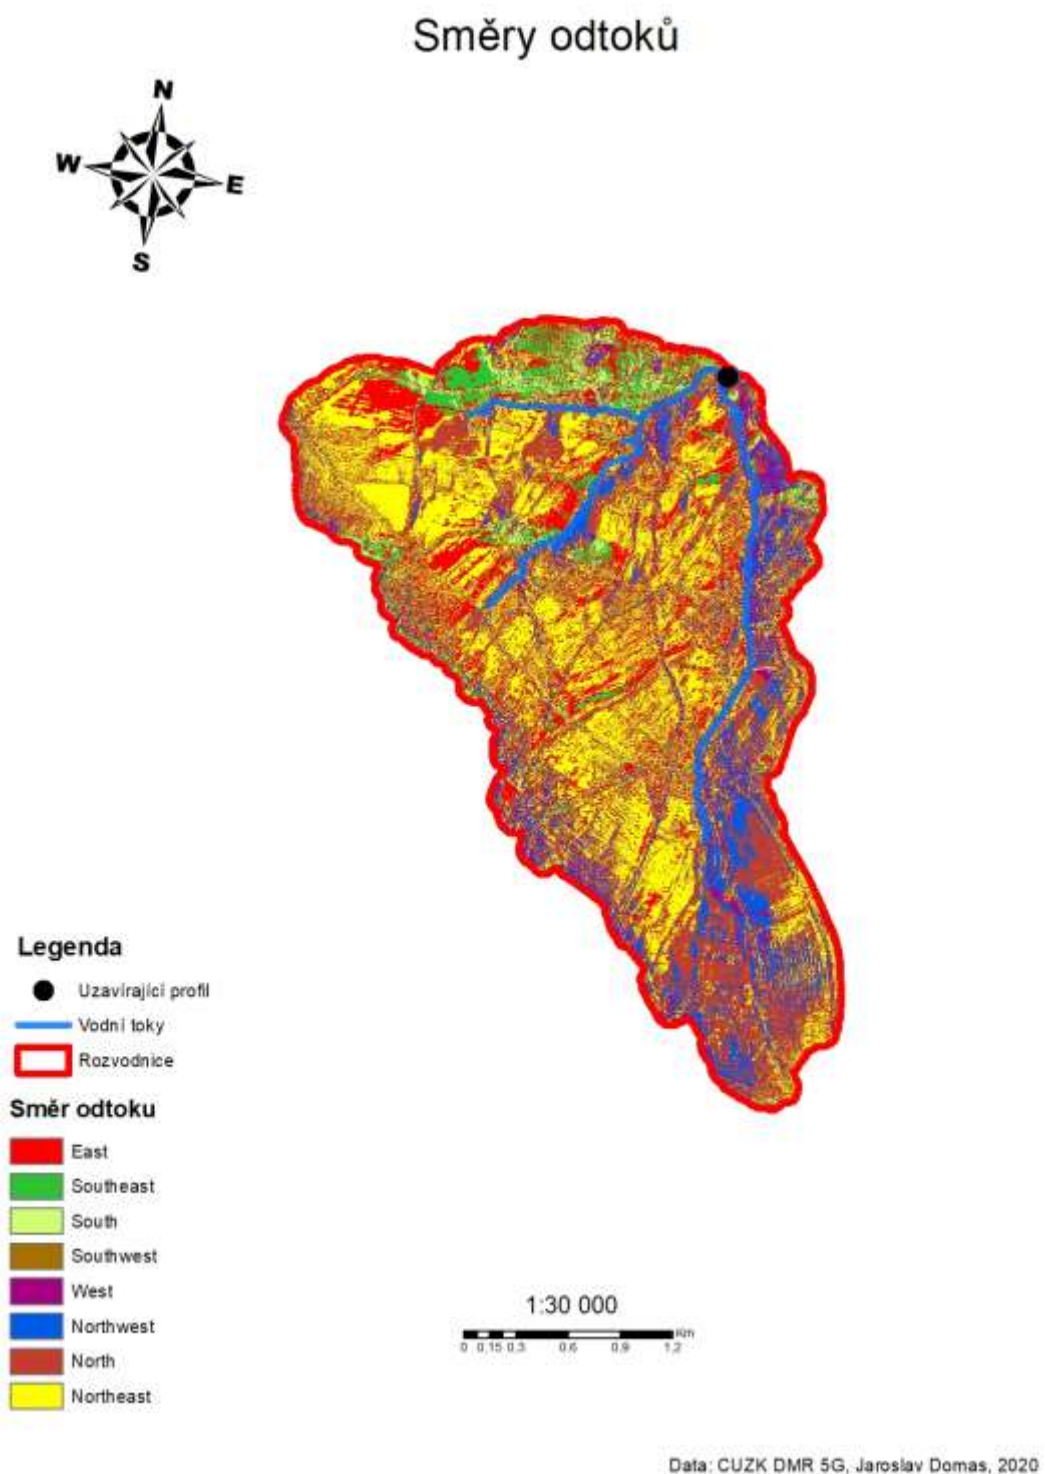 Směry odtoků
N
W
E
S
Legenda
Uzavírající profil
Vodní toky
Rozvodnice
Směr odtoku
East
Southeast
South
Southwest
West
Northwest
North
Northeast
1:30 000
Km
0 0,15 0,3 0,6 0,9 1,2
Data: CUZK DMR 5G, Jaroslav Domas, 2020